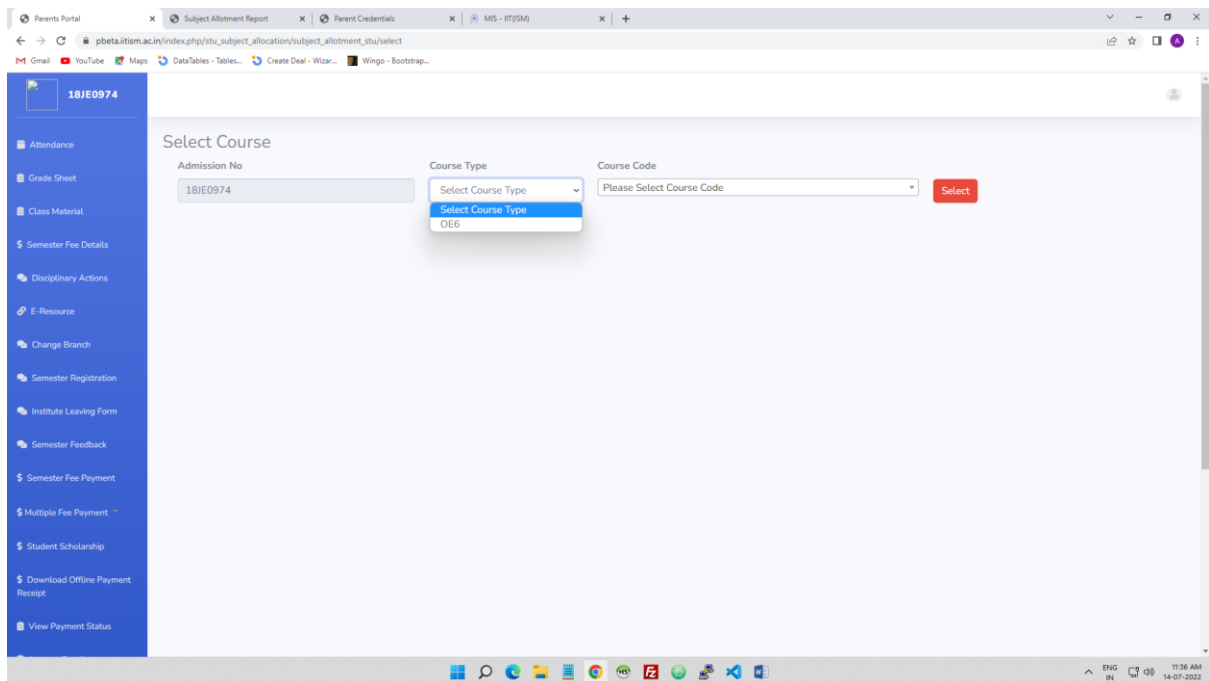 Parents Portal
Subject Allotment Report
Parent Credentials
MIS - IIT(ISM)
pbeta.iitism.ac.in/index.php/stu_subject_allocation/subject_allotment_stu/select
A
Gmail
YouTube
Maps
DataTables - Tables...
Create Deal - Wizar...
Wingo - Bootstrap...
18JE0974
Attendance
Grade Sheet
Class Material
$ Semester Fee Details
Disciplinary Actions
E-Resource
Change Branch
Semester Registration
Institute Leaving Form
Semester Feedback
$ Semester Fee Payment
$ Multiple Fee Payment
$ Student Scholarship
$ Download Offline Payment
Receipt
View Payment Status
Select Course
Admission No
Course Type
Course Code
18JE0974
Select Course Type
Please Select Course Code
Select
Select Course Type
OE6
ENG
IN
11:36 AM
14-07-2022